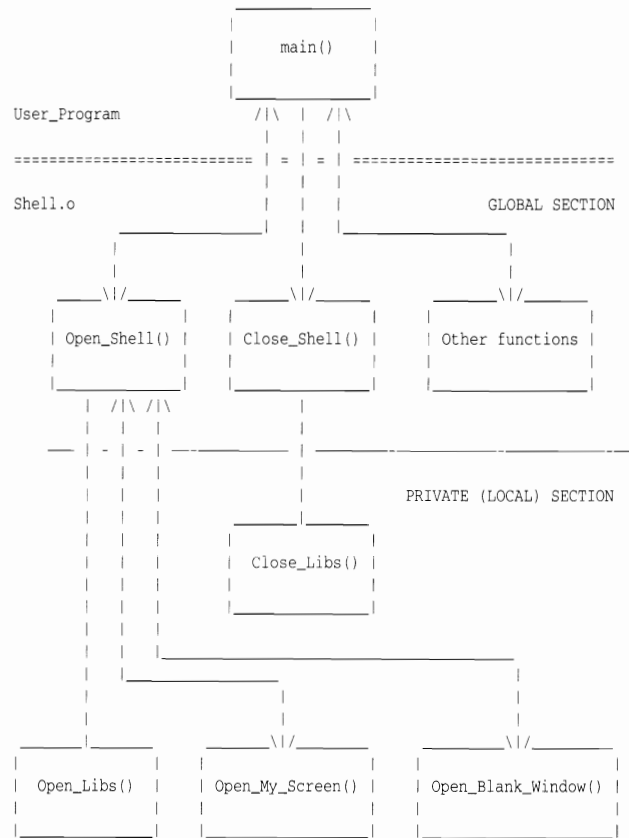 main()
User_Program
Shell.o GLOBAL SECTION
Open_Shell() Close_Shell() Other functions
PRIVATE (LOCAL) SECTION
Close_Libs()
Open_Libs() Open_My_Screen() Open_Blank_Window()